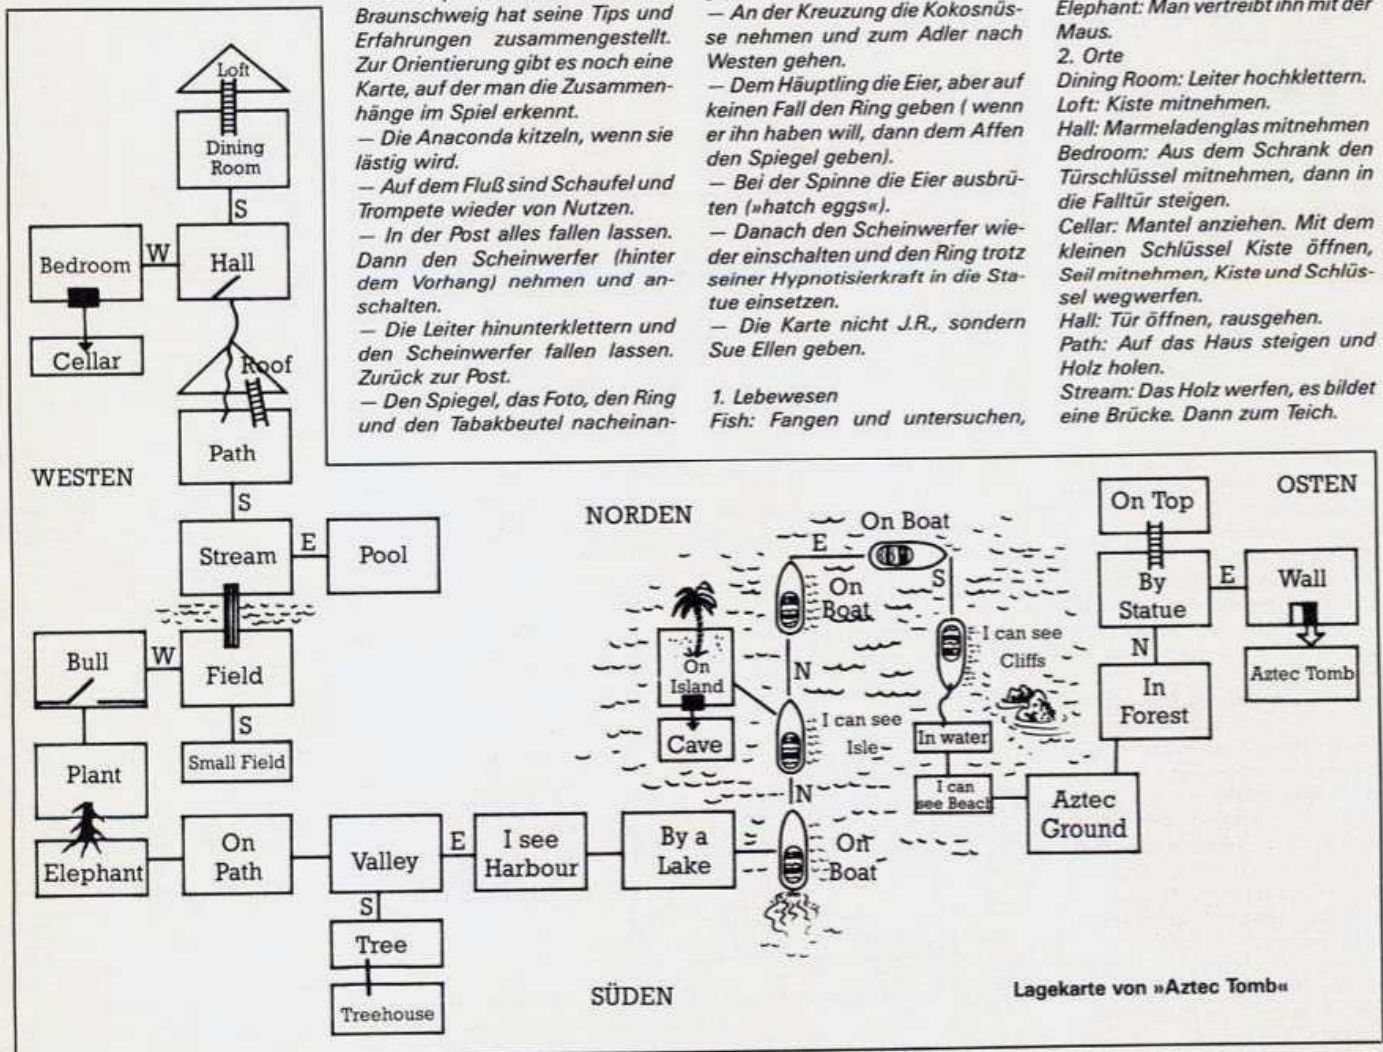 Braunschweig hat seine Tips und
Erfahrungen zusammengestellt.
Zur Orientierung gibt es noch eine
Karte, auf der man die Zusammen-
hänge im Spiel erkennt.
— Die Anaconda kitzeln, wenn sie
lästig wird.
— Auf dem Fluß sind Schaufel und
Trompete wieder von Nutzen.
— In der Post alles fallen lassen.
Dann den Scheinwerfer (hinter
dem Vorhang) nehmen und an-
schalten.
— Die Leiter hinunterklettern und
den Scheinwerfer fallen lassen.
Zurück zur Post.
— Den Spiegel, das Foto, den Ring
und den Tabakbeutel nacheinan-
— An der Kreuzung die Kokosnüs-
se nehmen und zum Adler nach
Westen gehen.
— Dem Häuptling die Eier, aber auf
keinen Fall den Ring geben ( wenn
er ihn haben will, dann dem Affen
den Spiegel geben).
— Bei der Spinne die Eier ausbrü-
ten (»hatch eggs«).
— Danach den Scheinwerfer wie-
der einschalten und den Ring trotz
seiner Hypnotisierkraft in die Sta-
tue einsetzen.
— Die Karte nicht J.R., sondern
Sue Ellen geben.
1. Lebewesen
Fish: Fangen und untersuchen,
Elephant: Man vertreibt ihn mit der
Maus.
2. Orte
Dining Room: Leiter hochklettern.
Loft: Kiste mitnehmen.
Hall: Marmeladenglas mitnehmen
Bedroom: Aus dem Schrank den
Türschlüssel mitnehmen, dann in
die Falltür steigen.
Cellar: Mantel anziehen. Mit dem
kleinen Schlüssel Kiste öffnen,
Seil mitnehmen, Kiste und Schlüs-
sel wegwerfen.
Hall: Tür öffnen, rausgehen.
Path: Auf das Haus steigen und
Holz holen.
Stream: Das Holz werfen, es bildet
eine Brücke. Dann zum Teich.
Loft
Dining
Room
S
Bedroom
W
Hall
Cellar
Roof
Path
WESTEN
S
Stream
E
Pool
Bull
W
Field
S
Small Field
Plant
Elephant
On
Path
Valley
E
I see
Harbour
By a
Lake
S
Tree
Treehouse
NORDEN
On Boat
E
On
Boat
S
On
Island
N
I can see
Cliffs
Cave
I can see
Isle
In water
N
I can
see Beach
On
Boat
Aztec
Ground
OSTEN
On Top
By
Statue
E
Wall
N
Aztec Tomb
In
Forest
SÜDEN
Lagekarte von »Aztec Tomb«